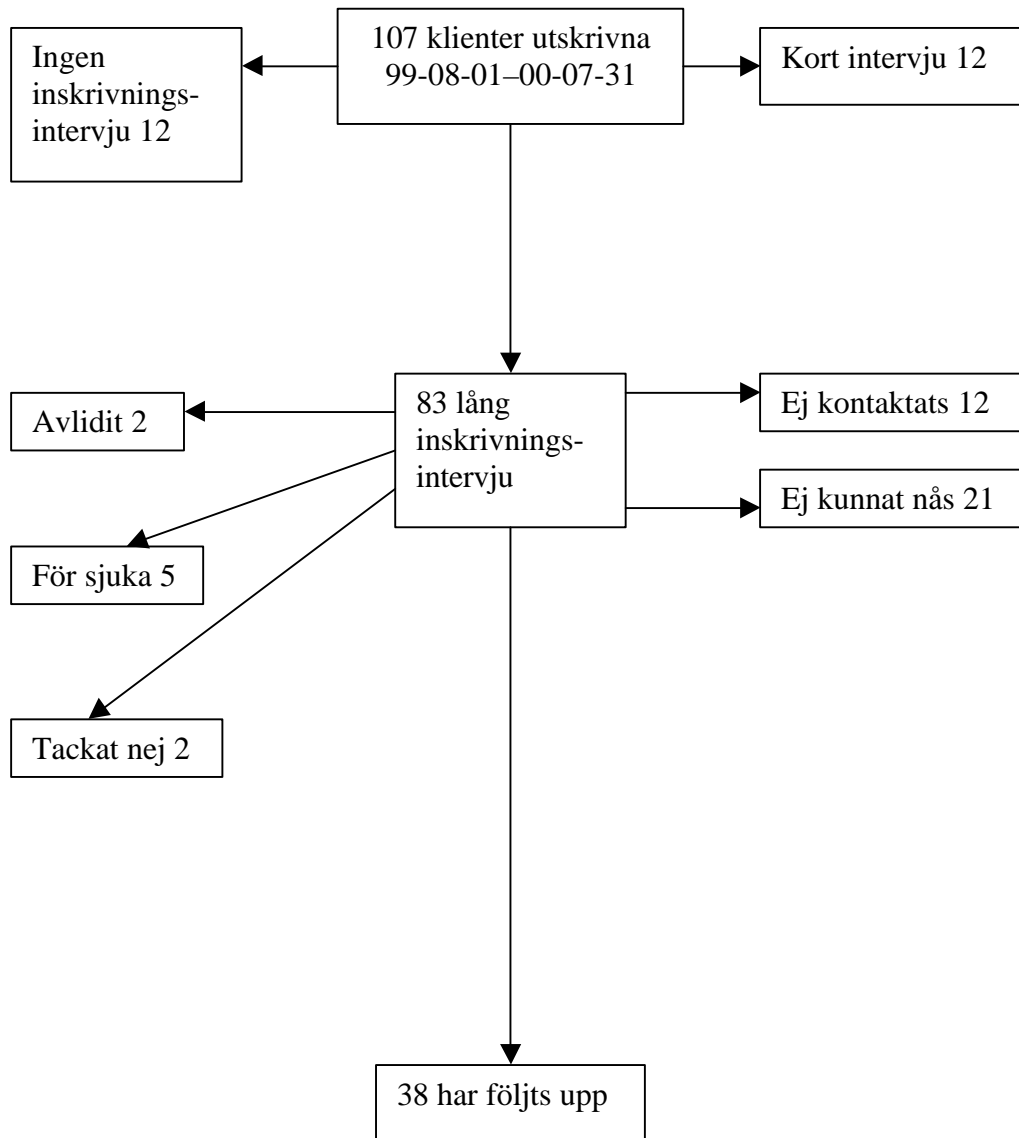 107 klienter utskrivna
99-08-01–00-07-31
Ingen
inskrivnings-
intervju 12
Kort intervju 12
83 lång
inskrivnings-
intervju
Avlidit 2
Ej kontaktats 12
Ej kunnat nås 21
För sjuka 5
Tackat nej 2
38 har följts upp